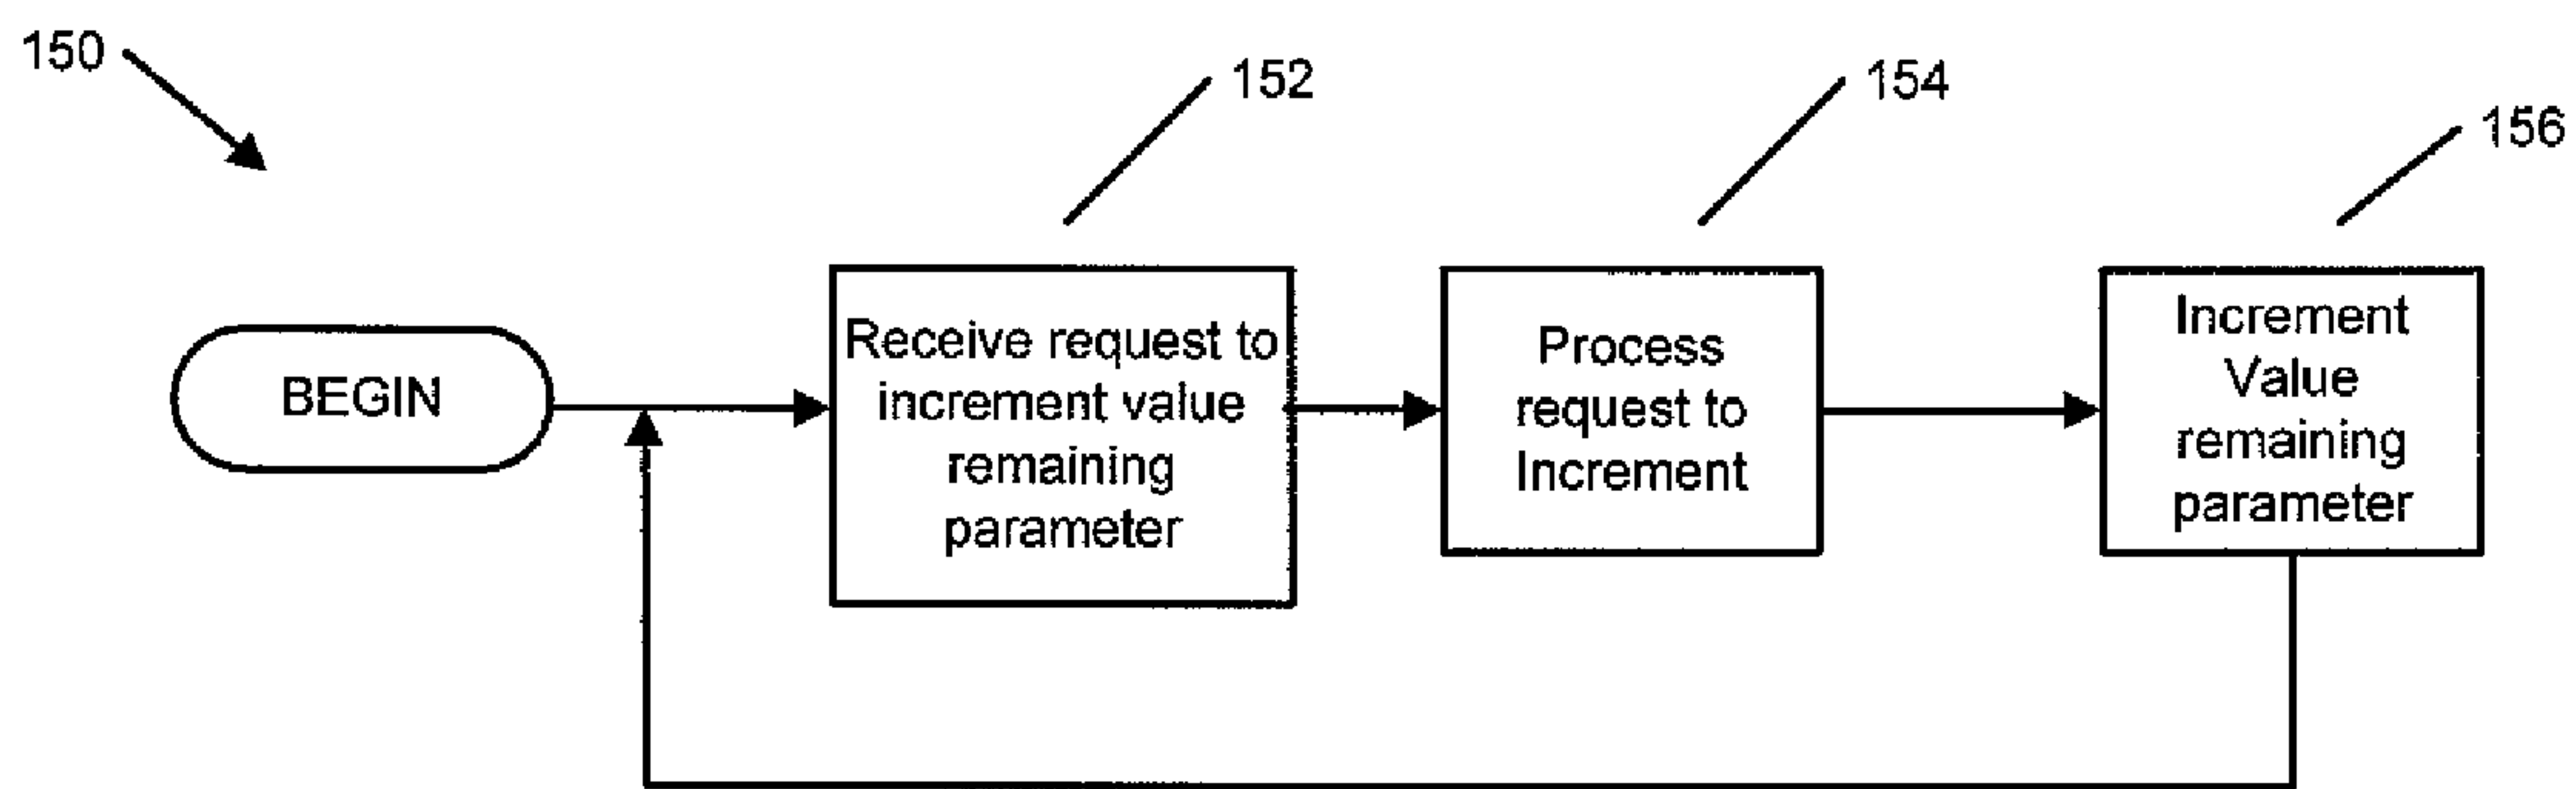 150
152
154
156
BEGIN
Receive request to
increment value
remaining
parameter
Process
request to
Increment
Increment
Value
remaining
parameter